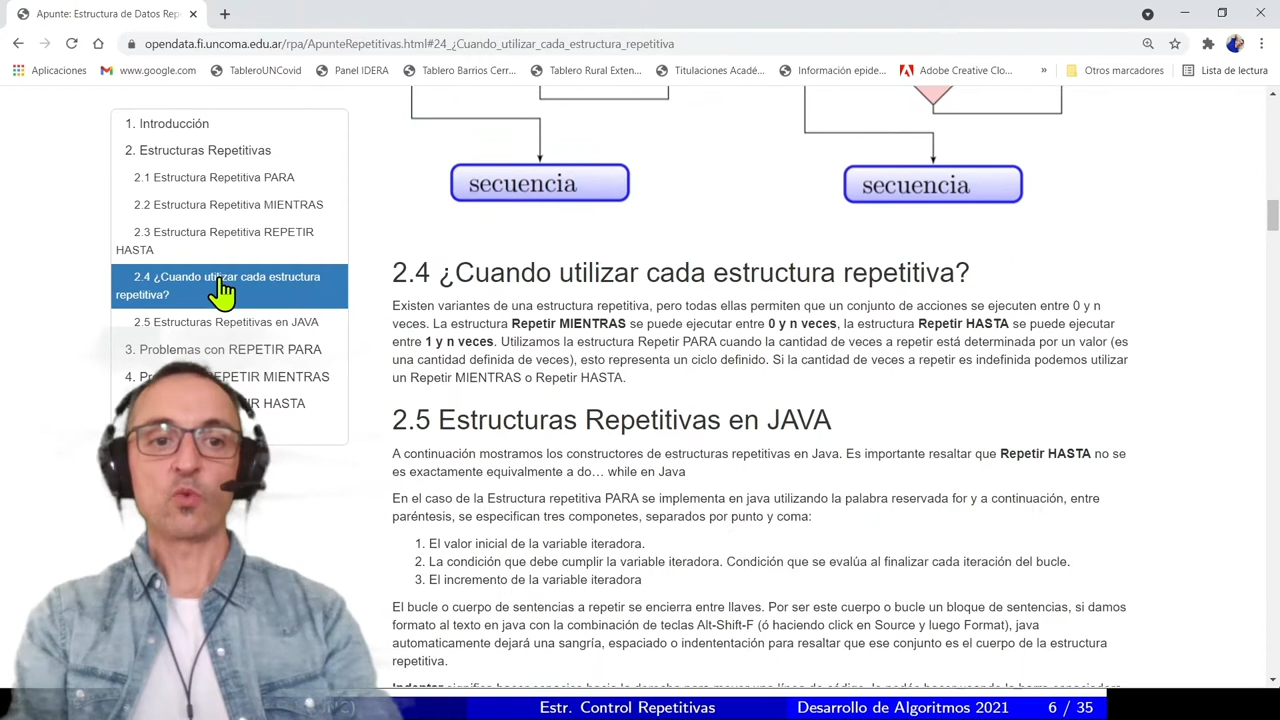 Apunte: Estructura de Datos Rep
opendata.fi.uncoma.edu.ar/rpa/ApunteRepetitivas.html#24_¿Cuando_utilizar_cada_estructura_repetitiva
Aplicaciones
www.google.com
TableroUNCovid
Panel IDERA
Tablero Barrios Cerr...
Tablero Rural Exten...
Titulaciones Acadé...
Información epide...
Adobe Creative Clo...
»
Otros marcadores
Lista de lectura
1. Introducción
2. Estructuras Repetitivas
2.1 Estructura Repetitiva PARA
2.2 Estructura Repetitiva MIENTRAS
2.3 Estructura Repetitiva REPETIR
HASTA
2.4 ¿Cuando utilizar cada estructura
repetitiva?
2.5 Estructuras Repetitivas en JAVA
3. Problemas con REPETIR PARA
4. REPETIR MIENTRAS
HASTA
secuencia
secuencia
2.4 ¿Cuando utilizar cada estructura repetitiva?
Existen variantes de una estructura repetitiva, pero todas ellas permiten que un conjunto de acciones se ejecuten entre 0 y n
veces. La estructura Repetir MIENTRAS se puede ejecutar entre 0 y n veces, la estructura Repetir HASTA se puede ejecutar
entre 1 y n veces. Utilizamos la estructura Repetir PARA cuando la cantidad de veces a repetir está determinada por un valor (es
una cantidad definida de veces), esto representa un ciclo definido. Si la cantidad de veces a repetir es indefinida podemos utilizar
un Repetir MIENTRAS o Repetir HASTA.
2.5 Estructuras Repetitivas en JAVA
A continuación mostramos los constructores de estructuras repetitivas en Java. Es importante resaltar que Repetir HASTA no se
es exactamente equivalmente a do… while en Java
En el caso de la Estructura repetitiva PARA se implementa en java utilizando la palabra reservada for y a continuación, entre
paréntesis, se especifican tres componetes, separados por punto y coma:
1. El valor inicial de la variable iteradora.
2. La condición que debe cumplir la variable iteradora. Condición que se evalúa al finalizar cada iteración del bucle.
3. El incremento de la variable iteradora
El bucle o cuerpo de sentencias a repetir se encierra entre llaves. Por ser este cuerpo o bucle un bloque de sentencias, si damos
formato al texto en java con la combinación de teclas Alt-Shift-F (ó haciendo click en Source y luego Format), java
automaticamente dejará una sangría, espaciado o indententación para resaltar que ese conjunto es el cuerpo de la estructura
repetitiva.
Estr. Control Repetitivas
Desarrollo de Algoritmos 2021
6 / 35